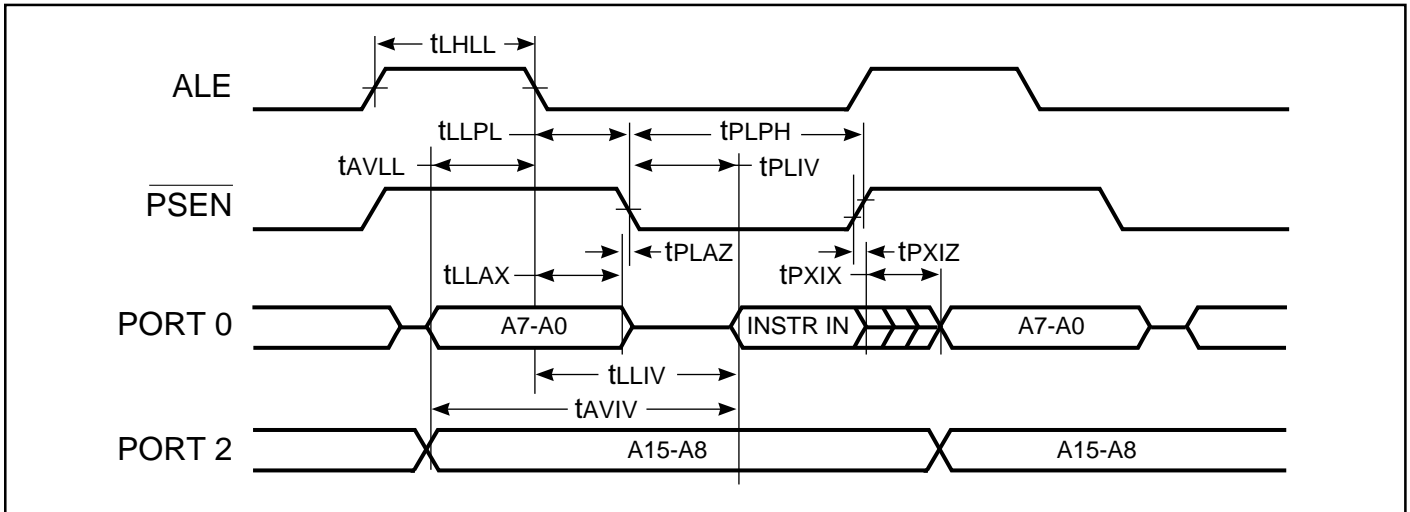 tLHLL
ALE
tLLPL
tPLPH
tAVLL
tPLIV
PSEN
tPLAZ
tPXIZ
tLLAX
tPXIX
PORT 0
A7-A0
INSTR IN
A7-A0
tLLIV
tAVIV
PORT 2
A15-A8
A15-A8